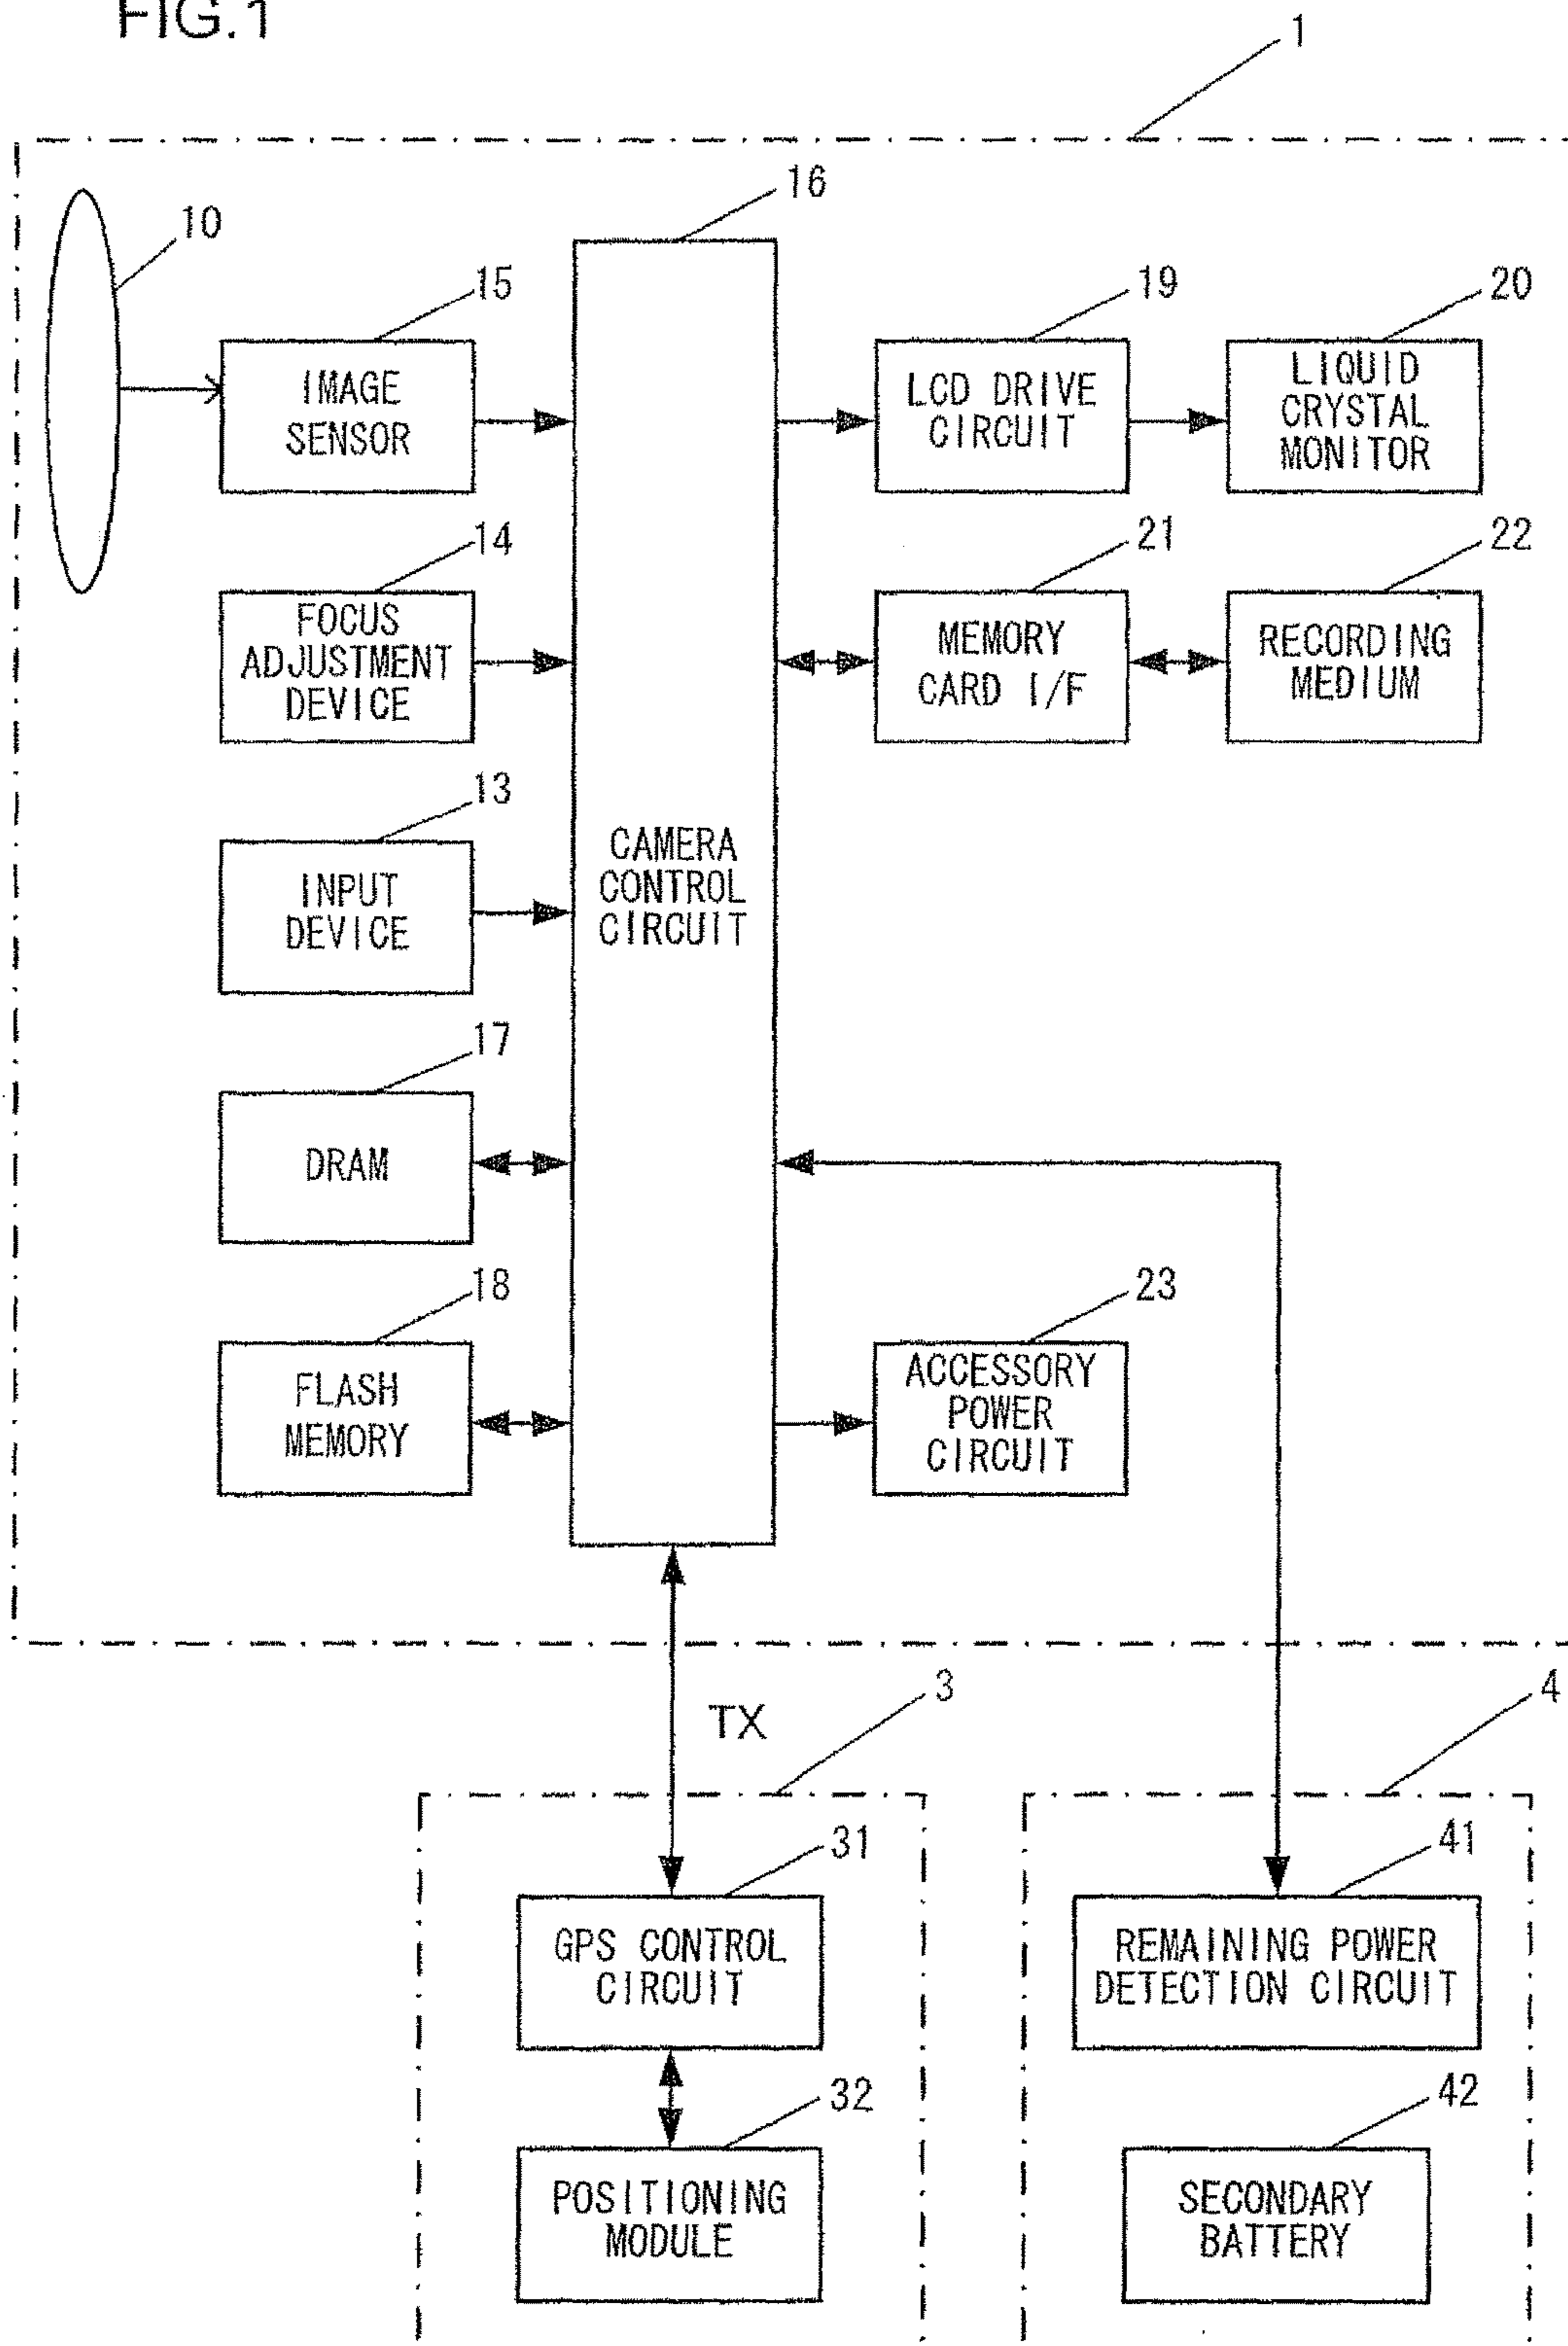 FIG.1
1
10
16
15
19
20
IMAGE
SENSOR
LCD DRIVE
CIRCUIT
LIQUID
CRYSTAL
MONITOR
14
21
22
FOCUS
ADJUSTMENT
DEVICE
MEMORY
CARD I/F
RECORDING
MEDIUM
13
INPUT
DEVICE
CAMERA
CONTROL
CIRCUIT
17
DRAM
18
23
FLASH
MEMORY
ACCESSORY
POWER
CIRCUIT
TX
3
4
31
41
GPS CONTROL
CIRCUIT
REMAINING POWER
DETECTION CIRCUIT
32
42
POSITIONING
MODULE
SECONDARY
BATTERY